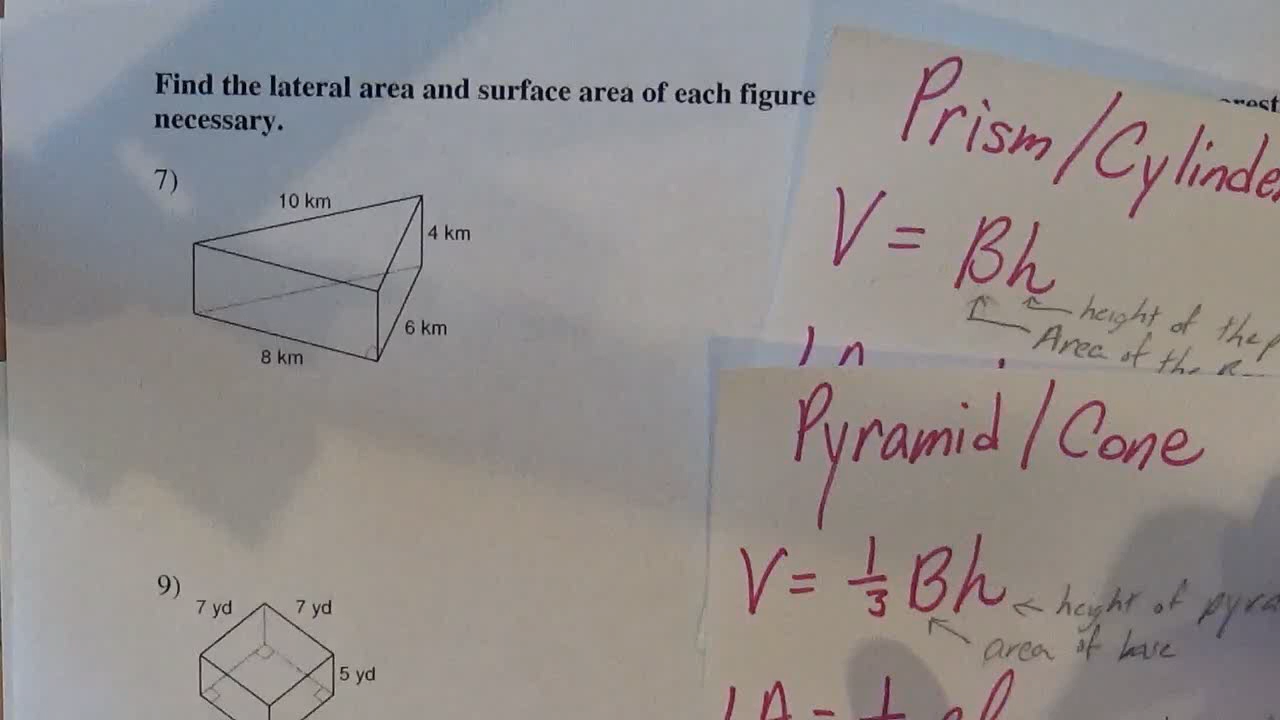 Find the lateral area and surface area of each figure
necessary.
7)
10 km
4 km
6 km
8 km
9)
7 yd
7 yd
5 yd
Prism/Cylinde
V = Bh
height of the p
Area of the
Pyramid/Cone
V = 1/3 Bh
height of pyra
area of base
LA =